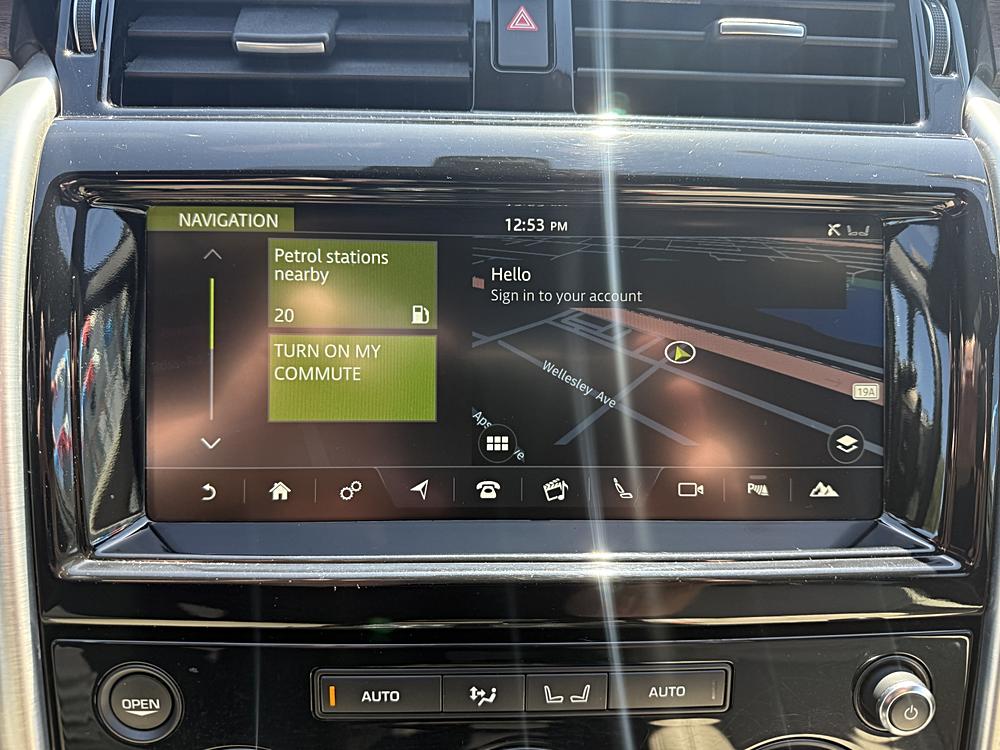 NAVIGATION
12:53 PM
Petrol stations
nearby
20
TURN ON MY
COMMUTE
Hello
Sign in to your account
Wellesley Ave
19A
OPEN
AUTO
AUTO